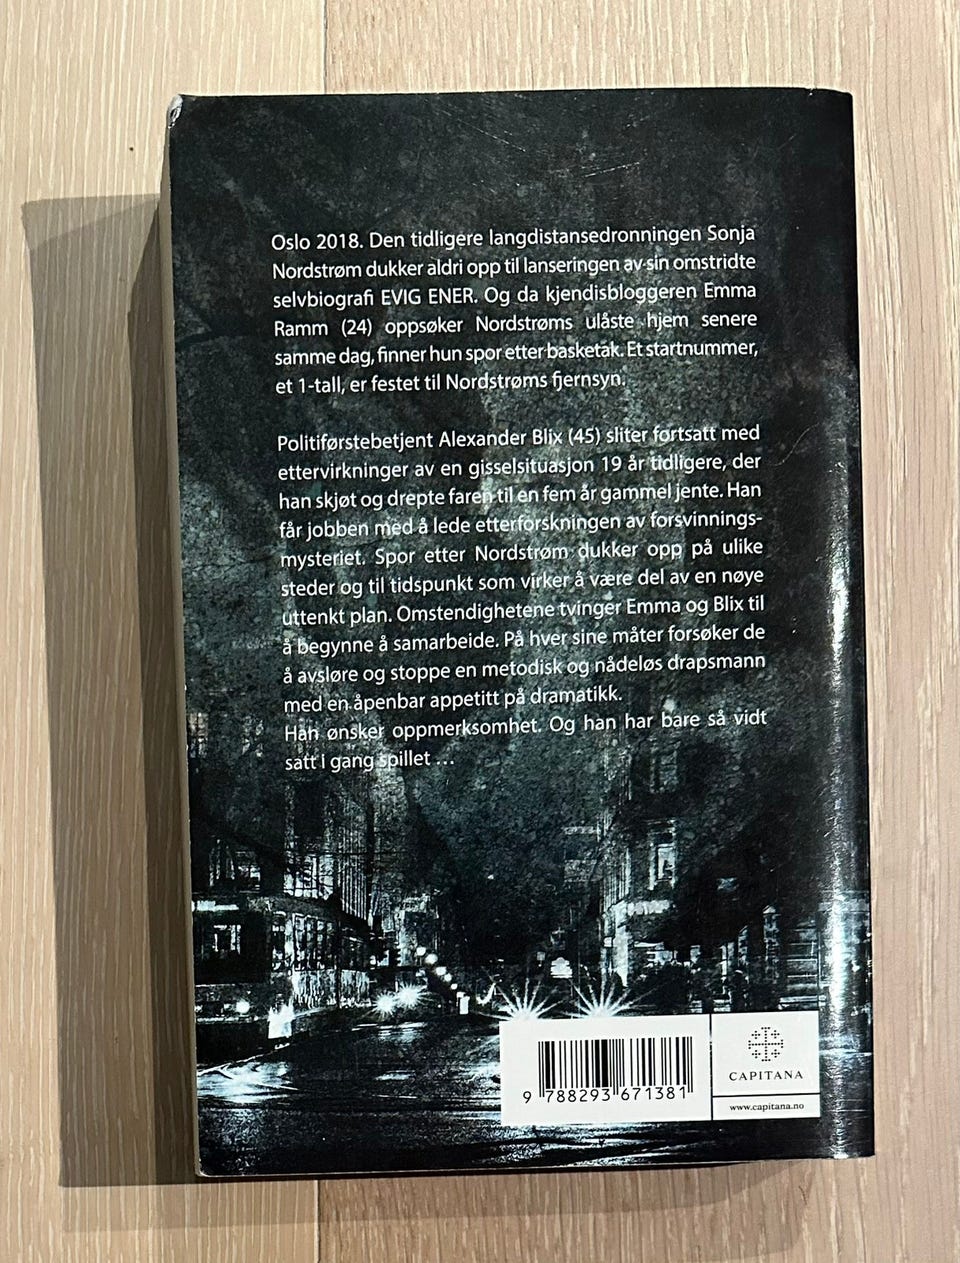 Oslo 2018. Den tidligere langdistansedronningen Sonja
Nordstrøm dukker aldri opp til lanseringen av sin omstridte
selvbiografi EVIG ENER. Og da kjendisbloggeren Emma
Ramm (24) oppsøker Nordstrøms ulåste hjem senere
samme dag, finner hun spor etter basketak. Et startnummer,
et 1-tall, er festet til Nordstrøms fjernsyn.
Politiførstebetjent Alexander Blix (45) sliter fortsatt med
ettervirkninger av en gisselsituasjon 19 år tidligere, der
han skjøt og drepte faren til en fem år gammel jente. Han
får jobben med å lede etterforskningen av forsvinnings-
mysteriet. Spor etter Nordstrøm dukker opp på ulike
steder og til tidspunkt som virker å være del av en nøye
uttenkt plan. Omstendighetene tvinger Emma og Blix til
å begynne å samarbeide. På hver sine måter forsøker de
å avsløre og stoppe en metodisk og nådeløs drapsmann
med en åpenbar appetitt på dramatikk.
Han ønsker oppmerksomhet. Og han har bare så vidt
satt i gang spillet ...
9 788293 671381
CAPITANA
www.capitana.no